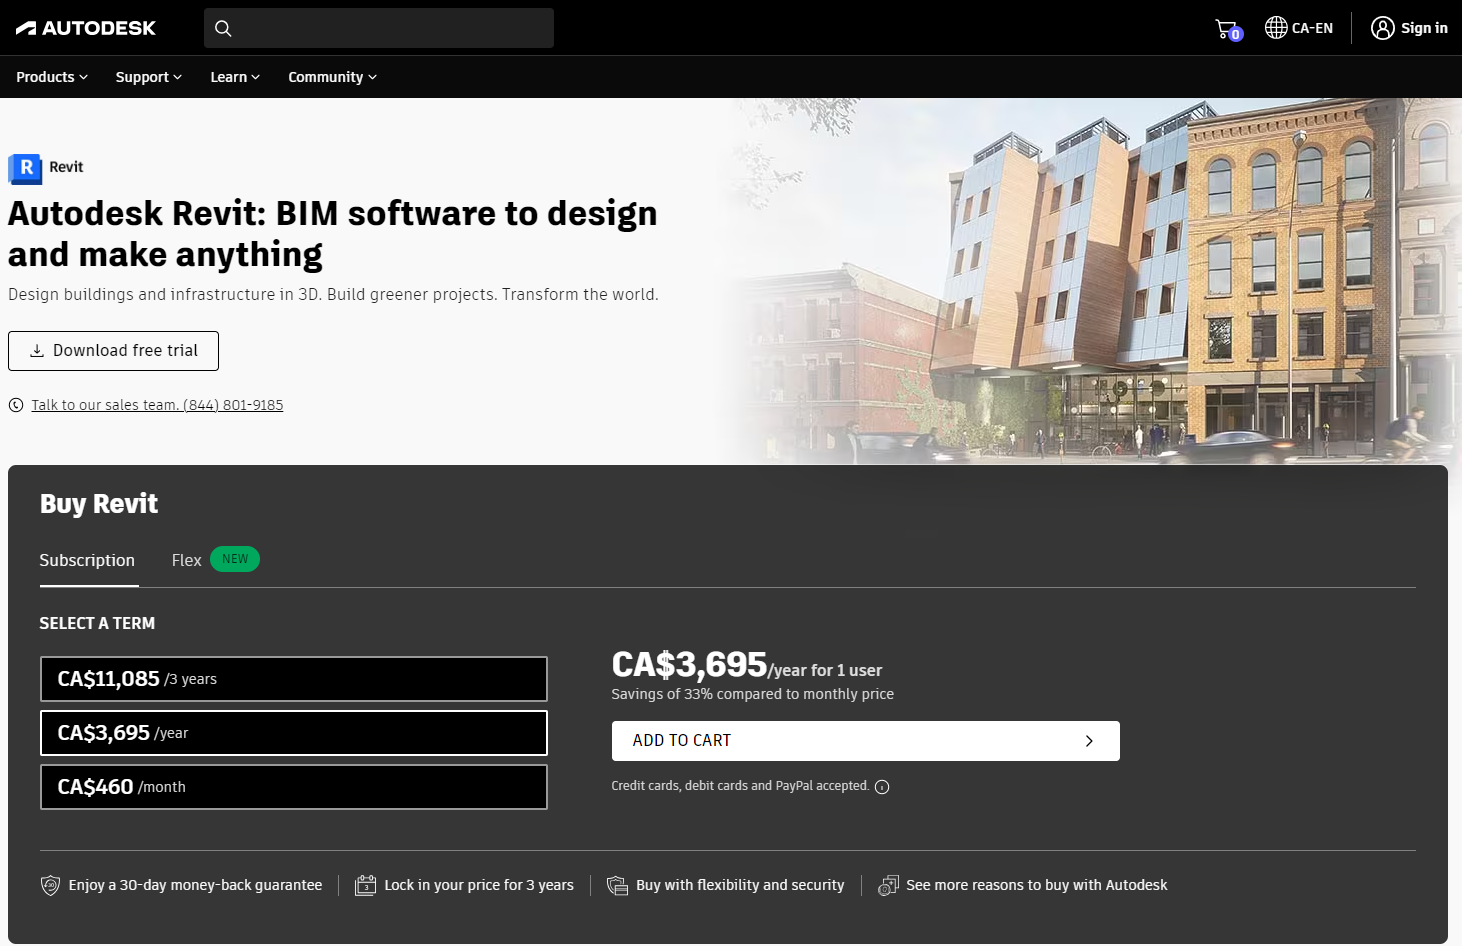 AUTODESK
0
CA-EN
Sign in
Products
Support
Learn
Community
R
Revit
Autodesk Revit: BIM software to design
and make anything
Design buildings and infrastructure in 3D. Build greener projects. Transform the world.
Download free trial
Talk to our sales team. (844) 801-9185
Buy Revit
Subscription
Flex
NEW
SELECT A TERM
CA$11,085 /3 years
CA$3,695 /year
CA$460 /month
CA$3,695/year for 1 user
Savings of 33% compared to monthly price
ADD TO CART
Credit cards, debit cards and PayPal accepted.
Enjoy a 30-day money-back guarantee
Lock in your price for 3 years
Buy with flexibility and security
See more reasons to buy with Autodesk